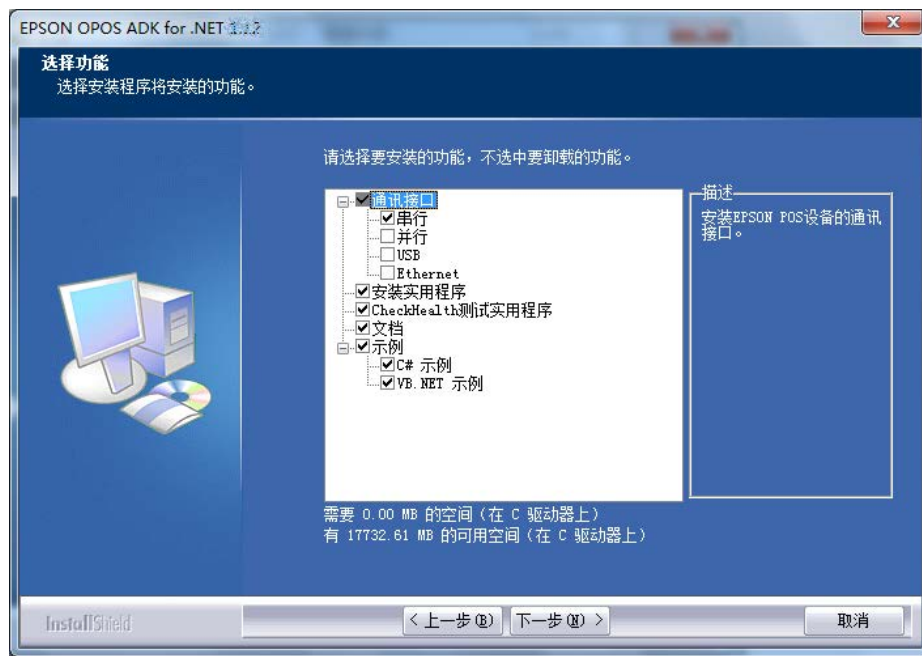 EPSON OPOS ADK for .NET 1.12
选择功能
选择安装程序将安装的功能。
请选择要安装的功能，不选中要卸载的功能。
通讯接口
串行
并行
USB
Ethernet
安装实用程序
CheckHealth测试实用程序
文档
示例
C# 示例
VB.NET 示例
描述
安装EPSON POS设备的通讯
接口。
需要 0.00 MB 的空间（在 C 驱动器上）
有 17732.61 MB 的可用空间（在 C 驱动器上）
InstallShield
< 上一步(B)
下一步(N) >
取消